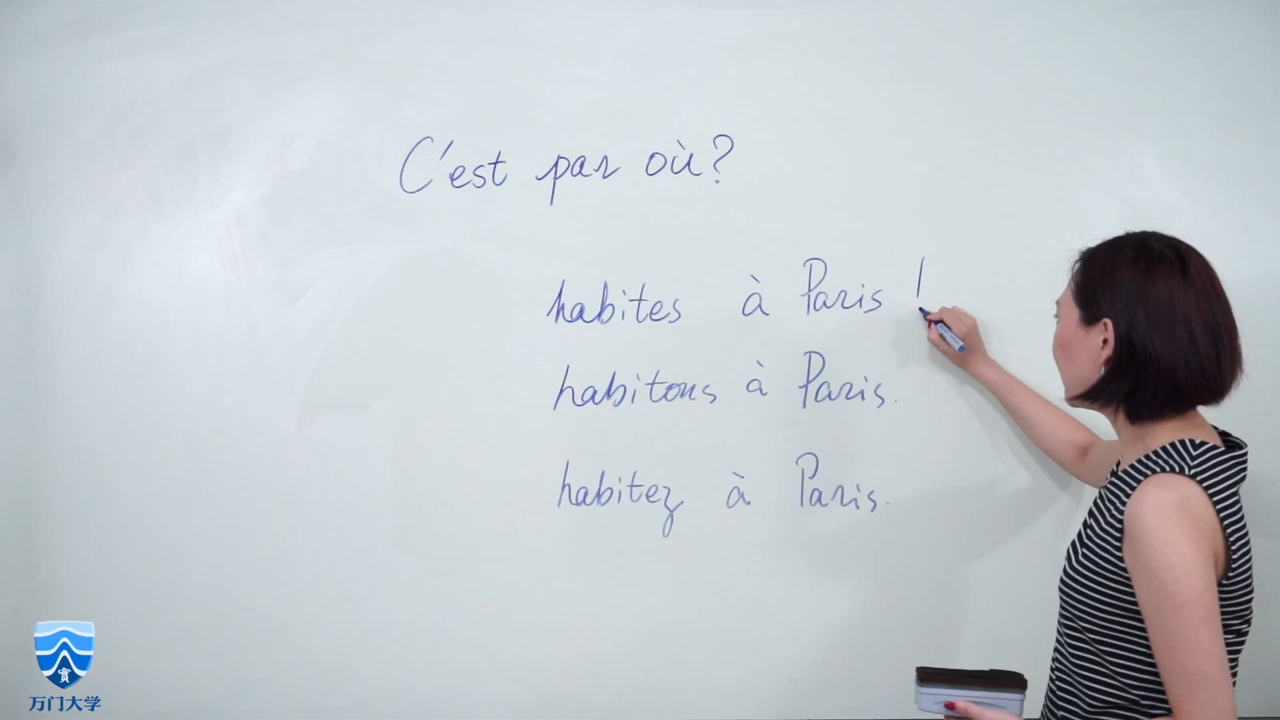 C'est par où?
habites à Paris !
habitons à Paris.
habitez à Paris.
万门大学